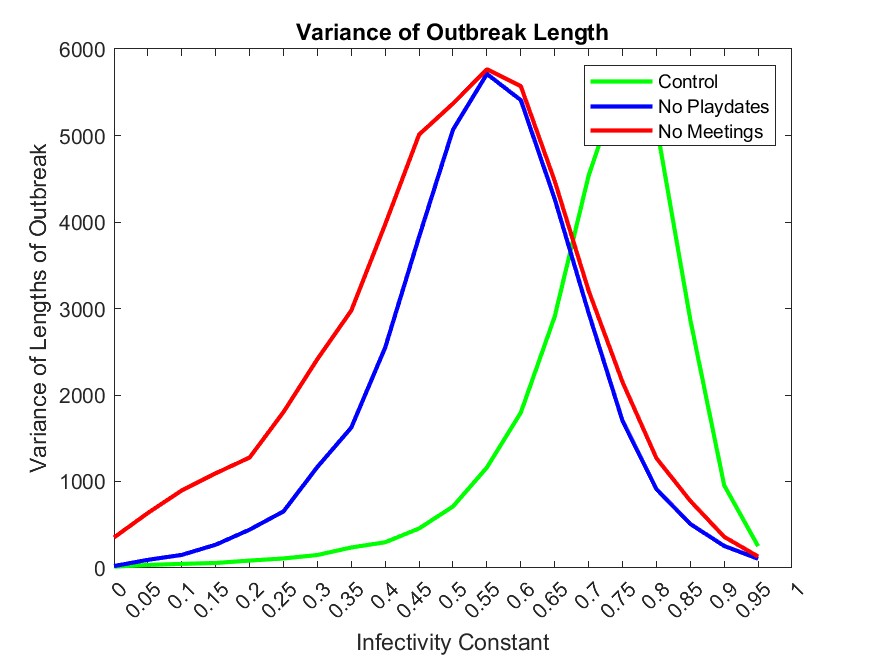 Variance of Outbreak Length
6000
5000
4000
3000
2000
1000
0
Variance of Lengths of Outbreak
Control
No Playdates
No Meetings
0 0.05 0.1 0.15 0.2 0.25 0.3 0.35 0.4 0.45 0.5 0.55 0.6 0.65 0.7 0.75 0.8 0.85 0.9 0.95 1
Infectivity Constant